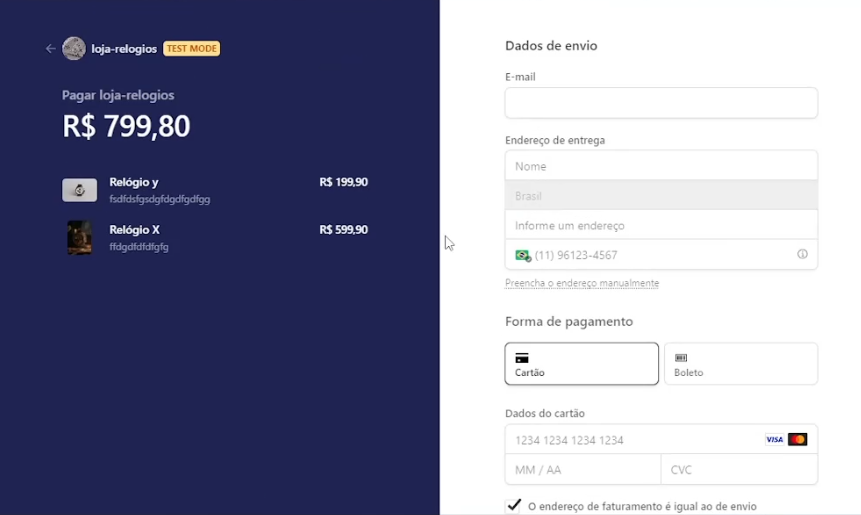 loja-relogios TEST MODE
Pagar loja-relogios
R$ 799,80
Relógio y R$ 199,90
fsdfdsfgsdgfdgdfgdfgg
Relógio X R$ 599,90
ffdgdfdfdfgfg
Dados de envio
E-mail
Endereço de entrega
Nome
Brasil
Informe um endereço
(11) 96123-4567
Preencha o endereço manualmente
Forma de pagamento
Cartão
Boleto
Dados do cartão
1234 1234 1234 1234 VISA
MM / AA CVC
O endereço de faturamento é igual ao de envio